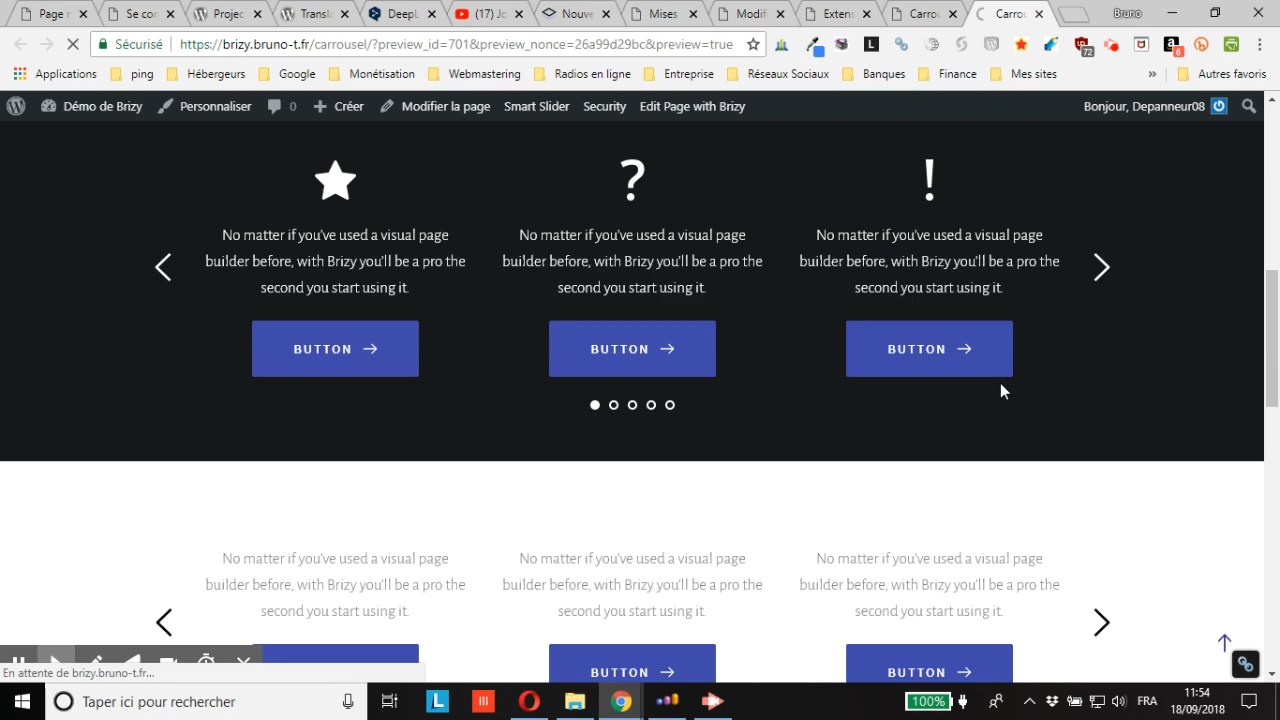 Page r
Se con
Projec
Transla
DeepL
(17) Jo
Nouve
Mises
Modifi
Extens
Carrou
Carrou
Bruno
Sécurisé
https://brizy.bruno-t.fr/carrousel/?preview_id=701&preview_nonce=26a99d29bc&preview=true
72
6
Applications
ping
Hébergeurs
Google
Monétisation
Webmastering
Radios en ligne
Entreprise
Réseaux Sociaux
Banques
Finance
Mes sites
»
Autres favoris
Démo de Brizy
Personnaliser
0
Créer
Modifier la page
Smart Slider
Security
Edit Page with Brizy
Bonjour, Depanneur08
? !
No matter if you've used a visual page
builder before, with Brizy you'll be a pro the
second you start using it.
BUTTON →
No matter if you've used a visual page
builder before, with Brizy you'll be a pro the
second you start using it.
BUTTON →
No matter if you've used a visual page
builder before, with Brizy you'll be a pro the
second you start using it.
BUTTON →
No matter if you've used a visual page
builder before, with Brizy you'll be a pro the
second you start using it.
No matter if you've used a visual page
builder before, with Brizy you'll be a pro the
second you start using it.
BUTTON →
No matter if you've used a visual page
builder before, with Brizy you'll be a pro the
second you start using it.
BUTTON →
En attente de brizy.bruno-t.fr...
Taper ici pour rechercher
L
100%
FRA
11:54
18/09/2018